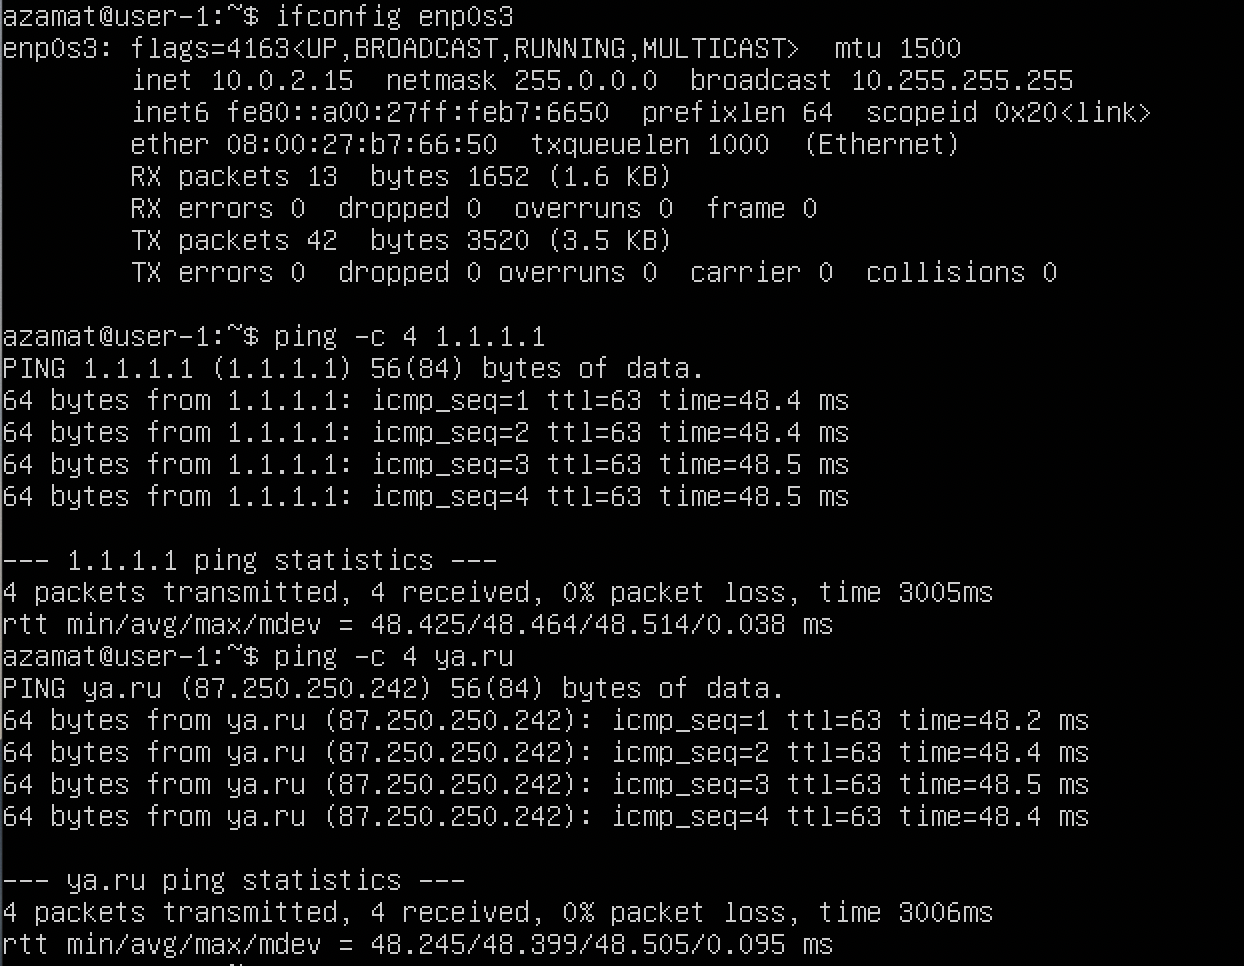 azamat@user-1:~$ ifconfig enp0s3
enp0s3: flags=4163<UP,BROADCAST,RUNNING,MULTICAST>  mtu 1500
        inet 10.0.2.15  netmask 255.0.0.0  broadcast 10.255.255.255
        inet6 fe80::a00:27ff:feb7:6650  prefixlen 64  scopeid 0x20<link>
        ether 08:00:27:b7:66:50  txqueuelen 1000  (Ethernet)
        RX packets 13  bytes 1652 (1.6 KB)
        RX errors 0  dropped 0  overruns 0  frame 0
        TX packets 42  bytes 3520 (3.5 KB)
        TX errors 0  dropped 0 overruns 0  carrier 0  collisions 0

azamat@user-1:~$ ping -c 4 1.1.1.1
PING 1.1.1.1 (1.1.1.1) 56(84) bytes of data.
64 bytes from 1.1.1.1: icmp_seq=1 ttl=63 time=48.4 ms
64 bytes from 1.1.1.1: icmp_seq=2 ttl=63 time=48.4 ms
64 bytes from 1.1.1.1: icmp_seq=3 ttl=63 time=48.5 ms
64 bytes from 1.1.1.1: icmp_seq=4 ttl=63 time=48.5 ms

--- 1.1.1.1 ping statistics ---
4 packets transmitted, 4 received, 0% packet loss, time 3005ms
rtt min/avg/max/mdev = 48.425/48.464/48.514/0.038 ms
azamat@user-1:~$ ping -c 4 ya.ru
PING ya.ru (87.250.250.242) 56(84) bytes of data.
64 bytes from ya.ru (87.250.250.242): icmp_seq=1 ttl=63 time=48.2 ms
64 bytes from ya.ru (87.250.250.242): icmp_seq=2 ttl=63 time=48.4 ms
64 bytes from ya.ru (87.250.250.242): icmp_seq=3 ttl=63 time=48.5 ms
64 bytes from ya.ru (87.250.250.242): icmp_seq=4 ttl=63 time=48.4 ms

--- ya.ru ping statistics ---
4 packets transmitted, 4 received, 0% packet loss, time 3006ms
rtt min/avg/max/mdev = 48.245/48.399/48.505/0.095 ms